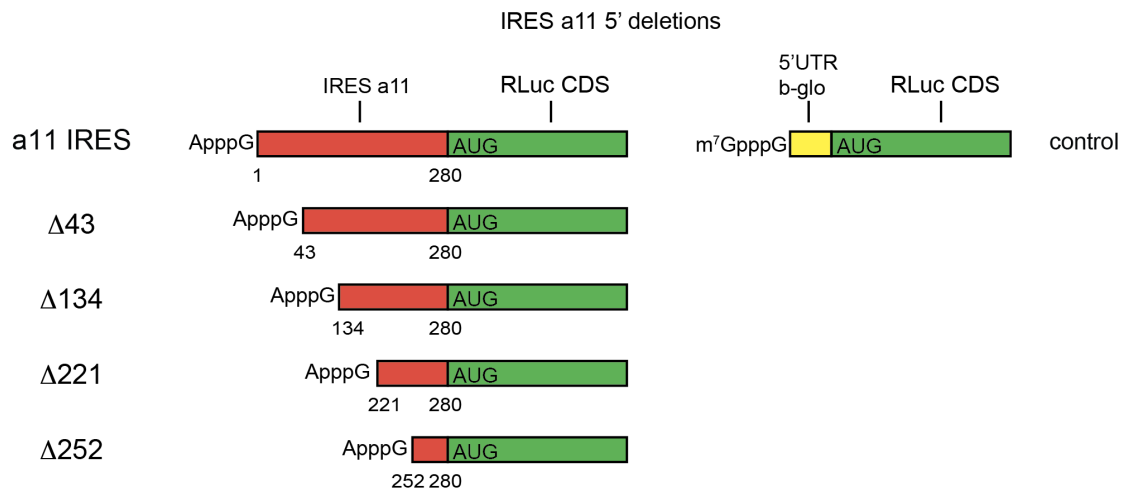 IRES a11 5' deletions
IRES a11
RLuc CDS
5'UTR
b-glo
RLuc CDS
a11 IRES
ApppG
AUG
m⁷GpppG
AUG
control
1
280
Δ43
ApppG
AUG
43
280
Δ134
ApppG
AUG
134
280
Δ221
ApppG
AUG
221
280
Δ252
ApppG
AUG
252
280